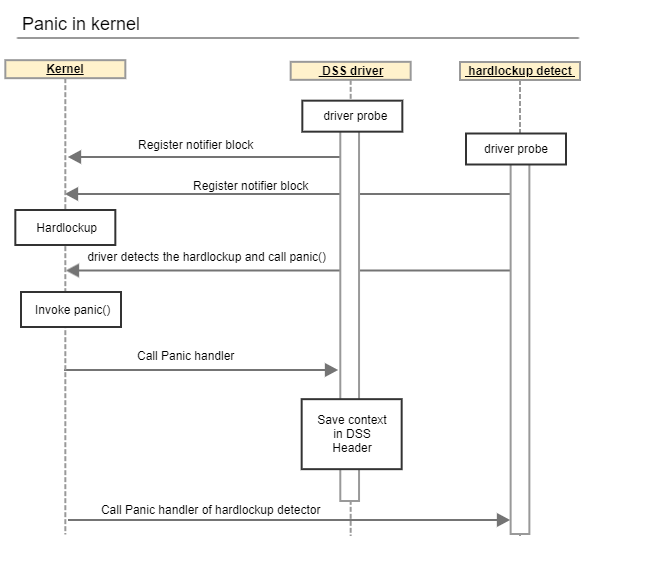 Panic in kernel
Kernel
DSS driver
hardlockup detect
driver probe
Register notifier block
driver probe
Register notifier block
Hardlockup
driver detects the hardlockup and call panic()
Invoke panic()
Call Panic handler
Save context
in DSS
Header
Call Panic handler of hardlockup detector